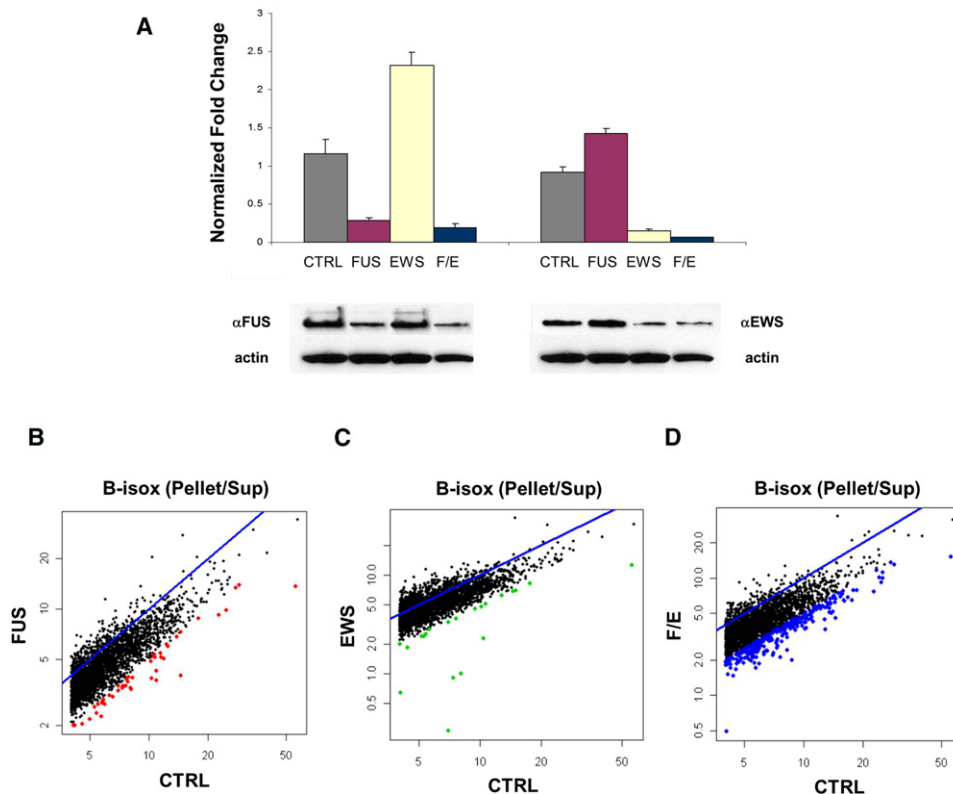 A
Normalized Fold Change
3
2.5
2
1.5
1
0.5
0
CTRL FUS EWS F/E
CTRL FUS EWS F/E
αFUS
actin
αEWS
actin
B
B-isox (Pellet/Sup)
FUS
20
10
5
2
5 10 20 50
CTRL
C
B-isox (Pellet/Sup)
EWS
10.0
5.0
2.0
1.0
0.5
5 10 20 50
CTRL
D
B-isox (Pellet/Sup)
F/E
20.0
10.0
5.0
2.0
1.0
0.5
5 10 20 50
CTRL